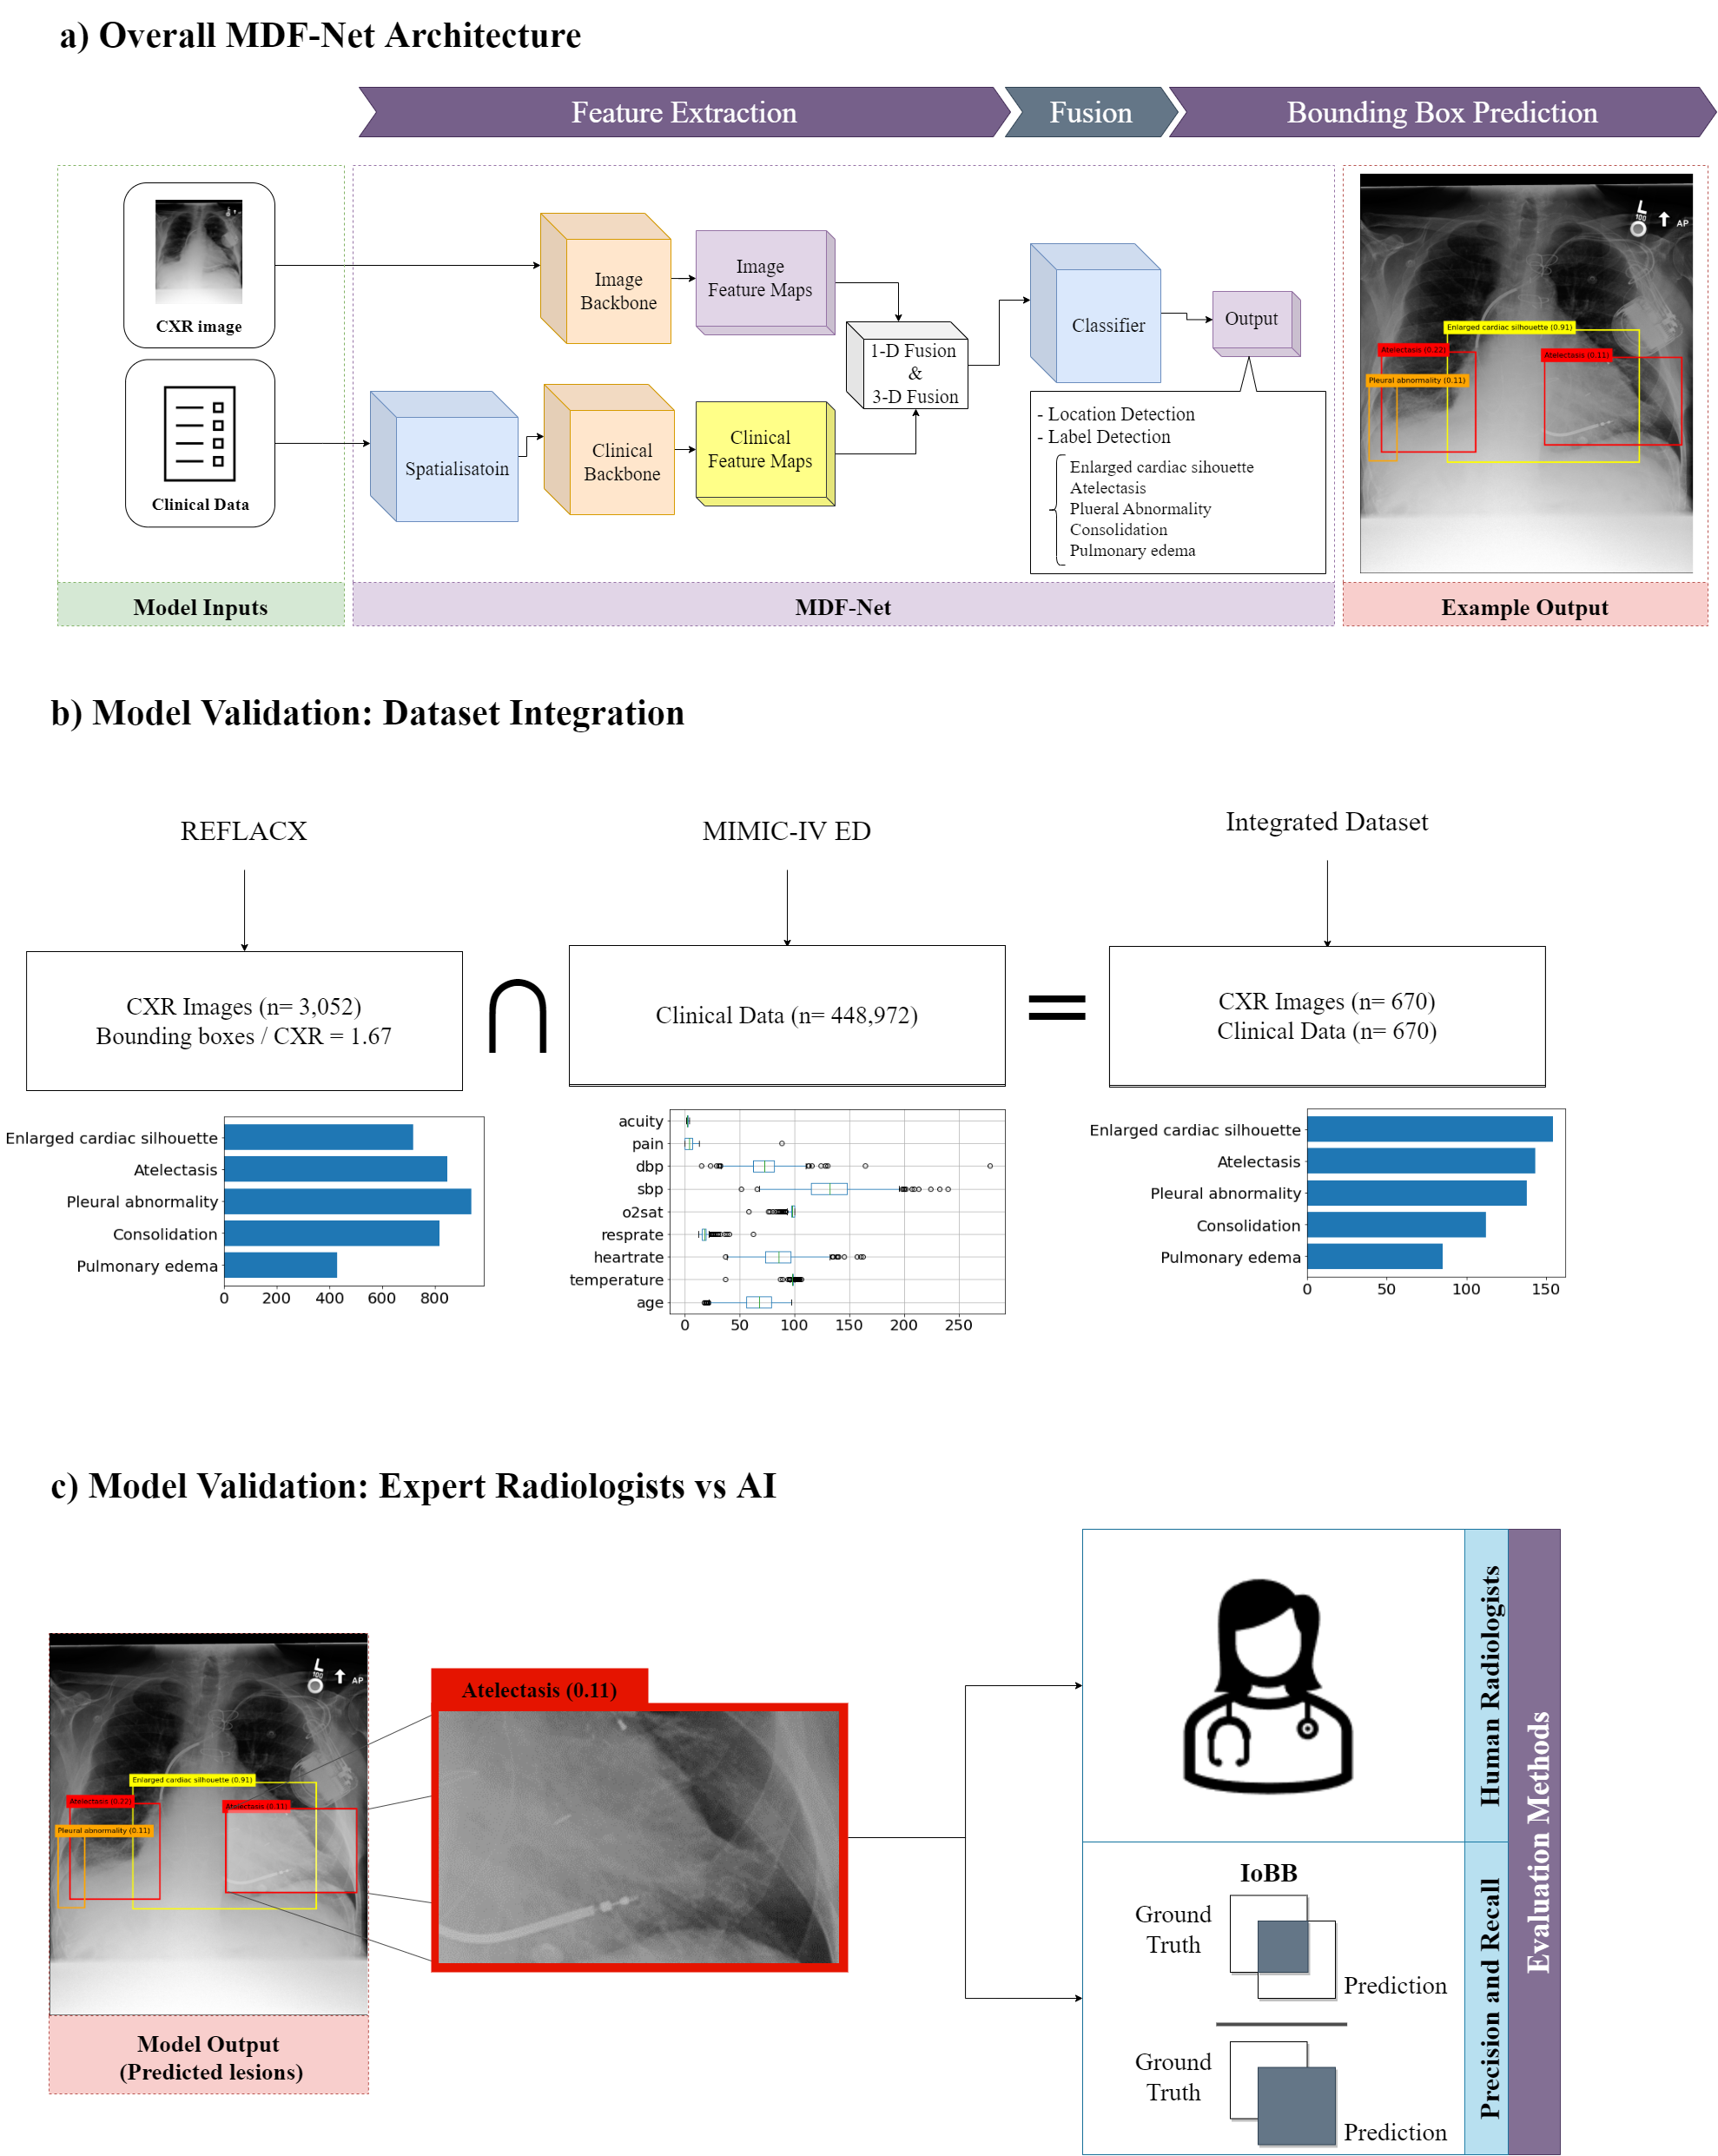 a) Overall MDF-Net Architecture
Feature Extraction
Fusion
Bounding Box Prediction
CXR image
Clinical Data
Model Inputs
Image
Backbone
Image
Feature Maps
Spatialisatoin
Clinical
Backbone
Clinical
Feature Maps
1-D Fusion
&
3-D Fusion
Classifier
Output
- Location Detection
- Label Detection
Enlarged cardiac sihouette
Atelectasis
Plueral Abnormality
Consolidation
Pulmonary edema
MDF-Net
L
100
AP
Enlarged cardiac silhouette (0.91)
Atelectasis (0.22)
Atelectasis (0.11)
Pleural abnormality (0.11)
Example Output
b) Model Validation: Dataset Integration
REFLACX
CXR Images (n= 3,052)
Bounding boxes / CXR = 1.67
Enlarged cardiac silhouette
Atelectasis
Pleural abnormality
Consolidation
Pulmonary edema
0 200 400 600 800
∩
MIMIC-IV ED
Clinical Data (n= 448,972)
acuity
pain
dbp
sbp
o2sat
resprate
heartrate
temperature
age
0 50 100 150 200 250
=
Integrated Dataset
CXR Images (n= 670)
Clinical Data (n= 670)
Enlarged cardiac silhouette
Atelectasis
Pleural abnormality
Consolidation
Pulmonary edema
0 50 100 150
c) Model Validation: Expert Radiologists vs AI
L
100
AP
Enlarged cardiac silhouette (0.91)
Atelectasis (0.22)
Atelectasis (0.11)
Pleural abnormality (0.11)
Model Output
(Predicted lesions)
Atelectasis (0.11)
Human Radiologists
IoBB
Ground
Truth
Prediction
Ground
Truth
Prediction
Precision and Recall
Evaluation Methods